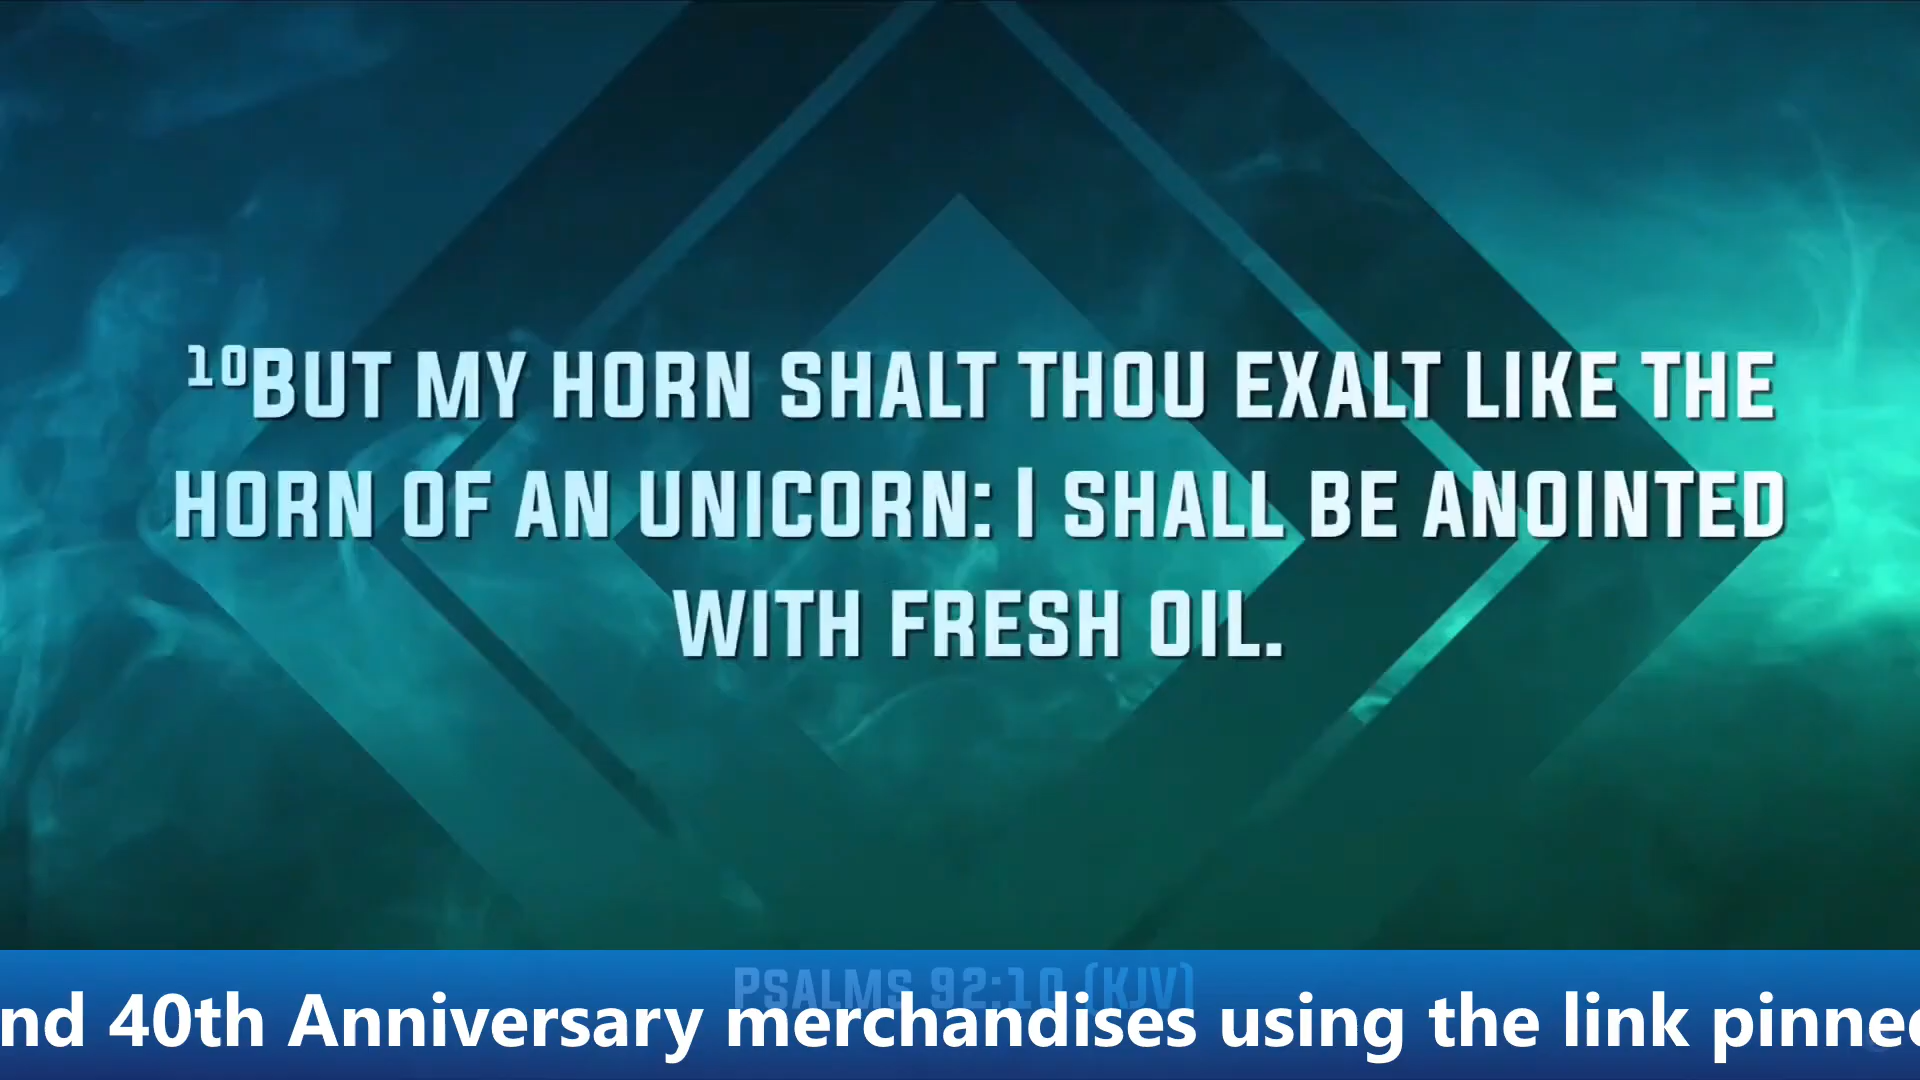 ¹⁰But my horn shalt thou exalt like the
horn of an unicorn: I shall be anointed
with fresh oil.
Psalms 92:10 (KJV)
nd 40th Anniversary merchandises using the link pinned